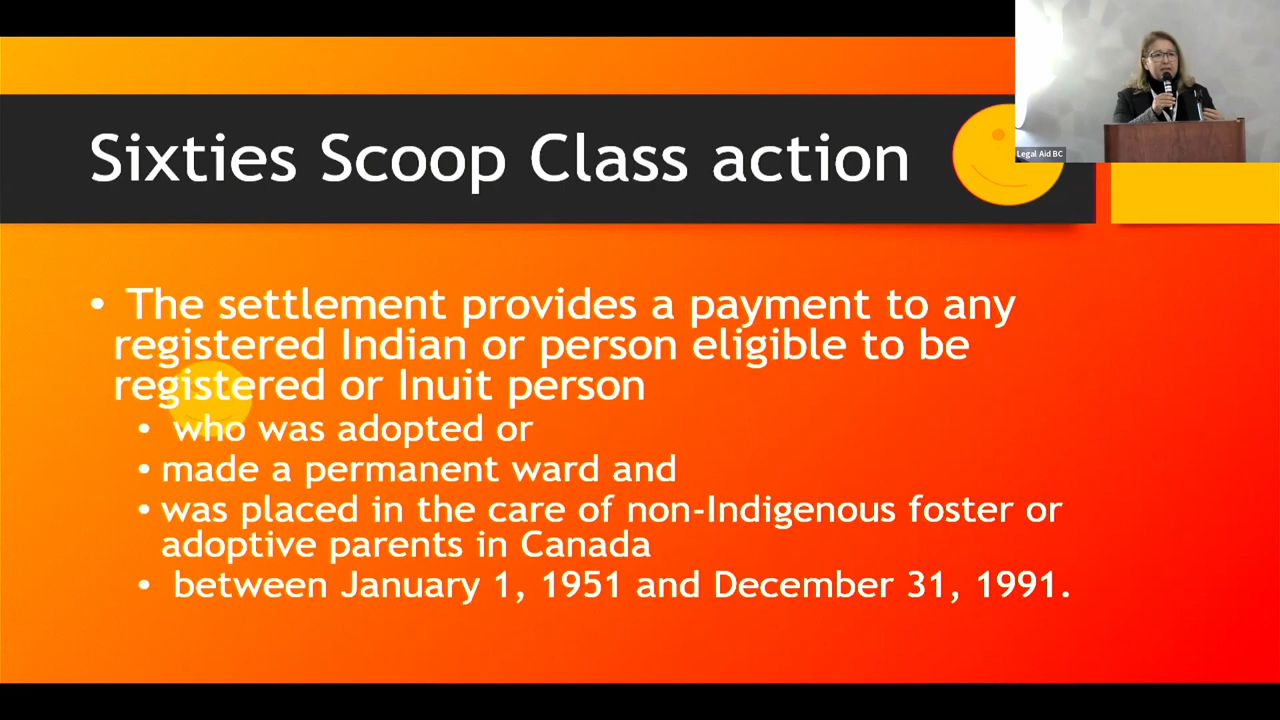 Sixties Scoop Class action
Legal Aid BC
• The settlement provides a payment to any
registered Indian or person eligible to be
registered or Inuit person
• who was adopted or
• made a permanent ward and
• was placed in the care of non-Indigenous foster or
adoptive parents in Canada
• between January 1, 1951 and December 31, 1991.